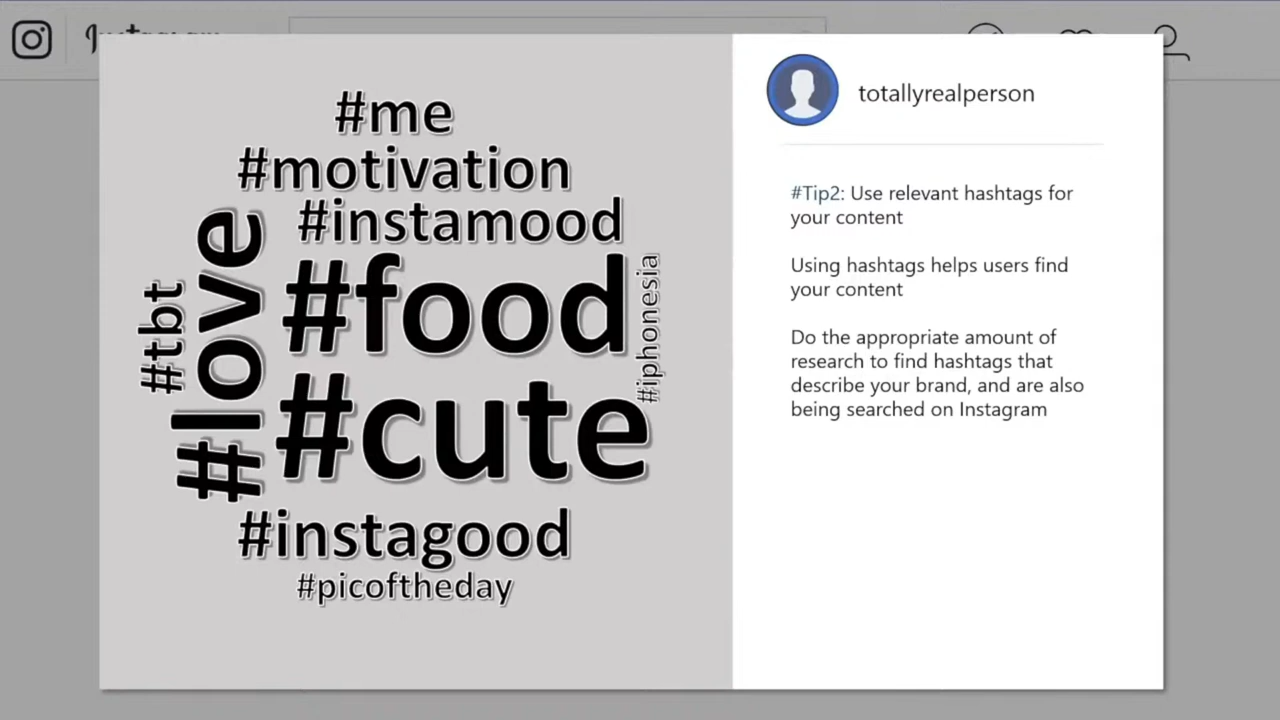 Instagram
#me
#motivation
#instamood
#love
#tbt
#food
#iphonesia
#cute
#instagood
#picoftheday
totallyrealperson
#Tip2: Use relevant hashtags for
your content
Using hashtags helps users find
your content
Do the appropriate amount of
research to find hashtags that
describe your brand, and are also
being searched on Instagram